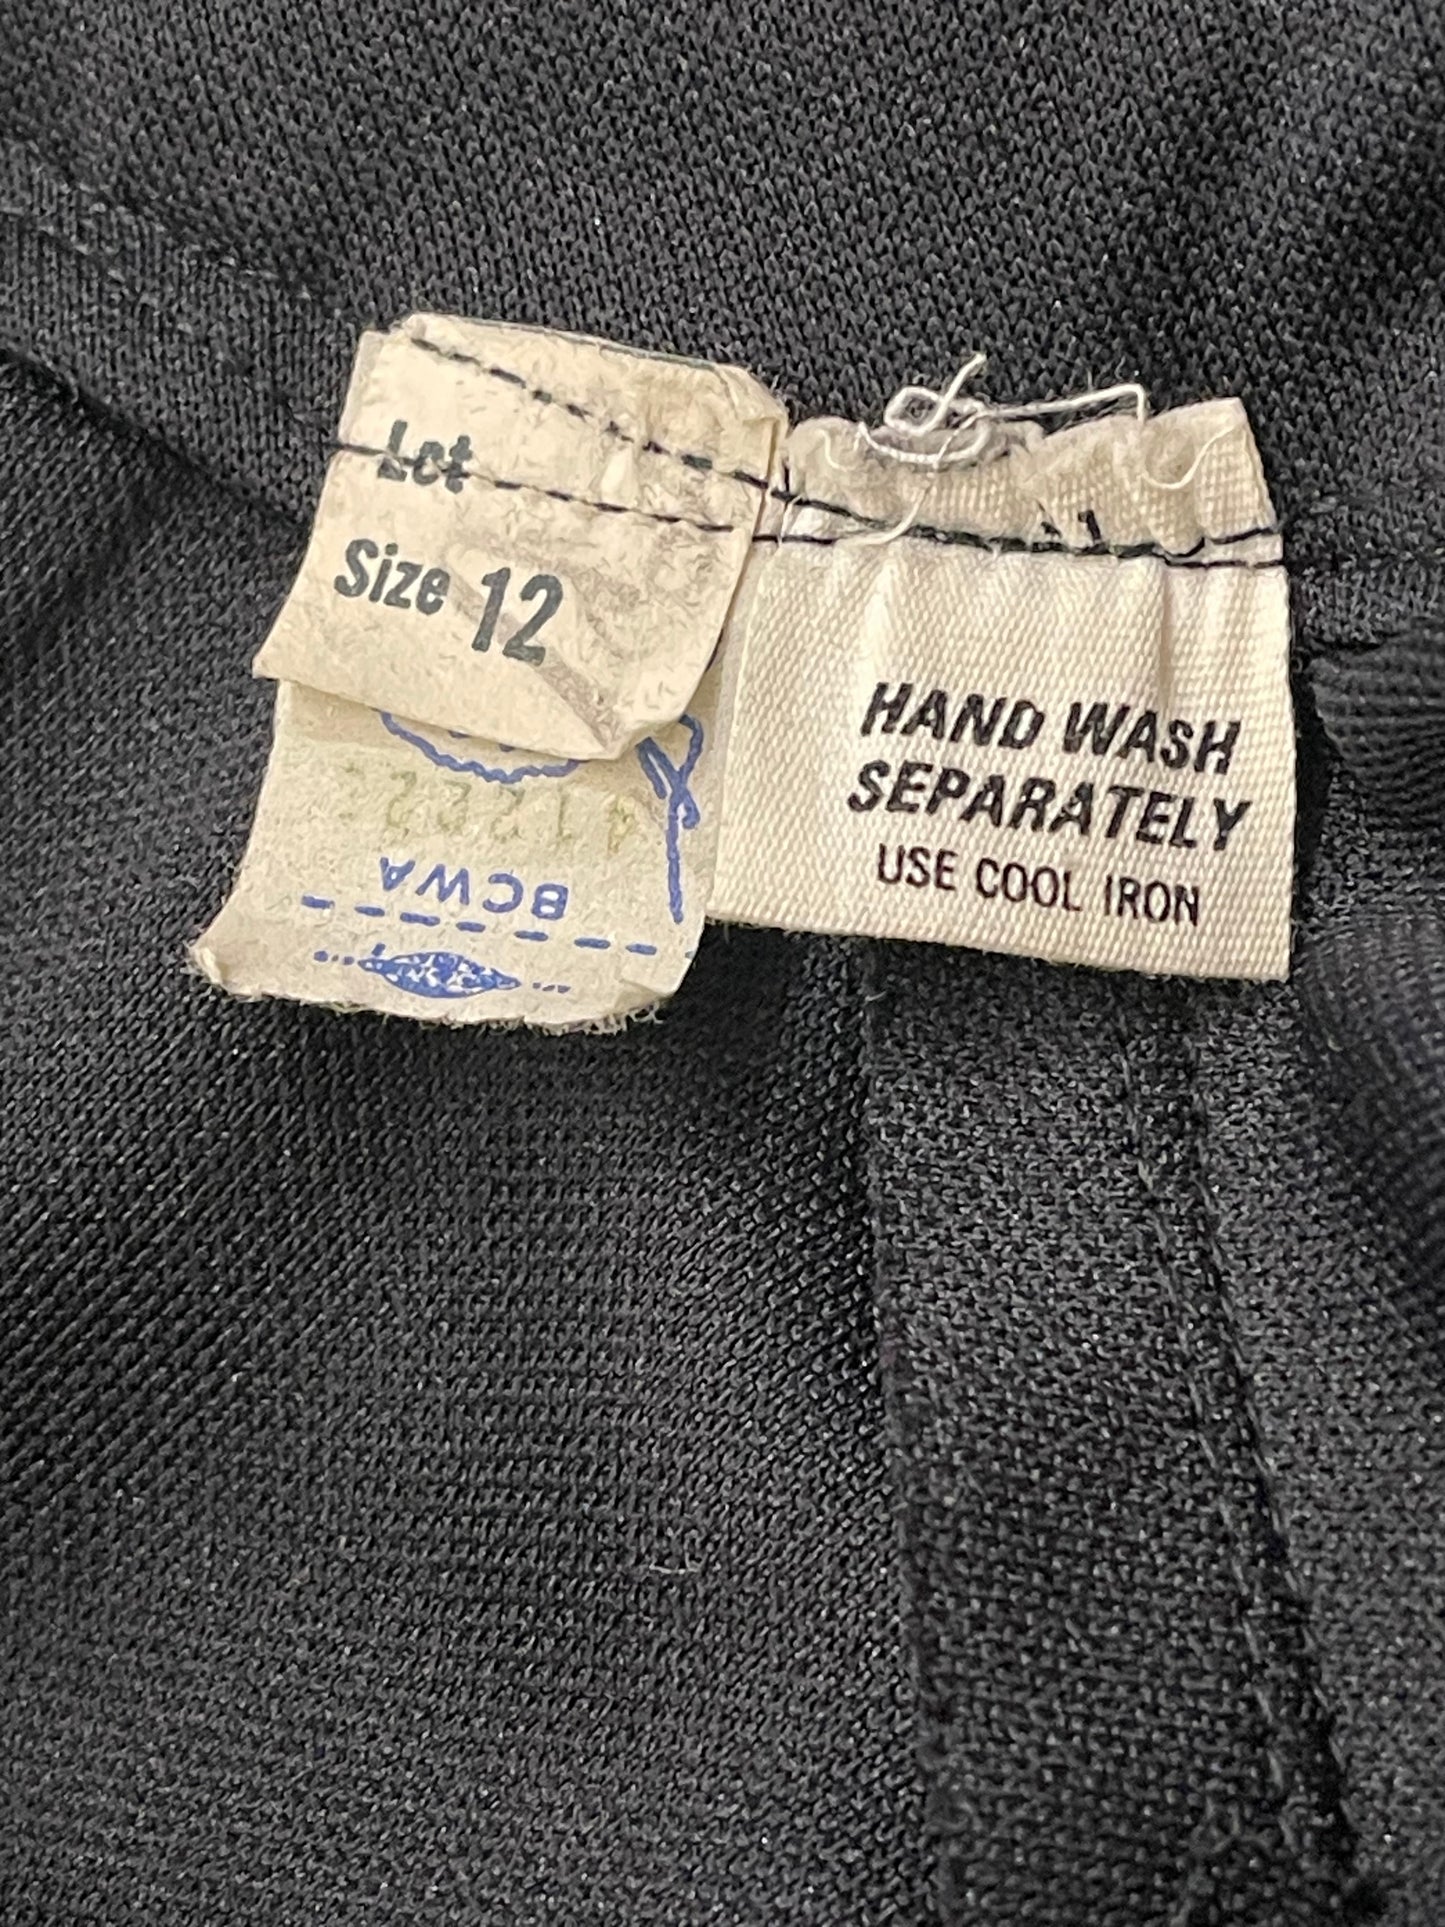 Lot
Size 12
BCWA
HAND WASH
SEPARATELY
USE COOL IRON